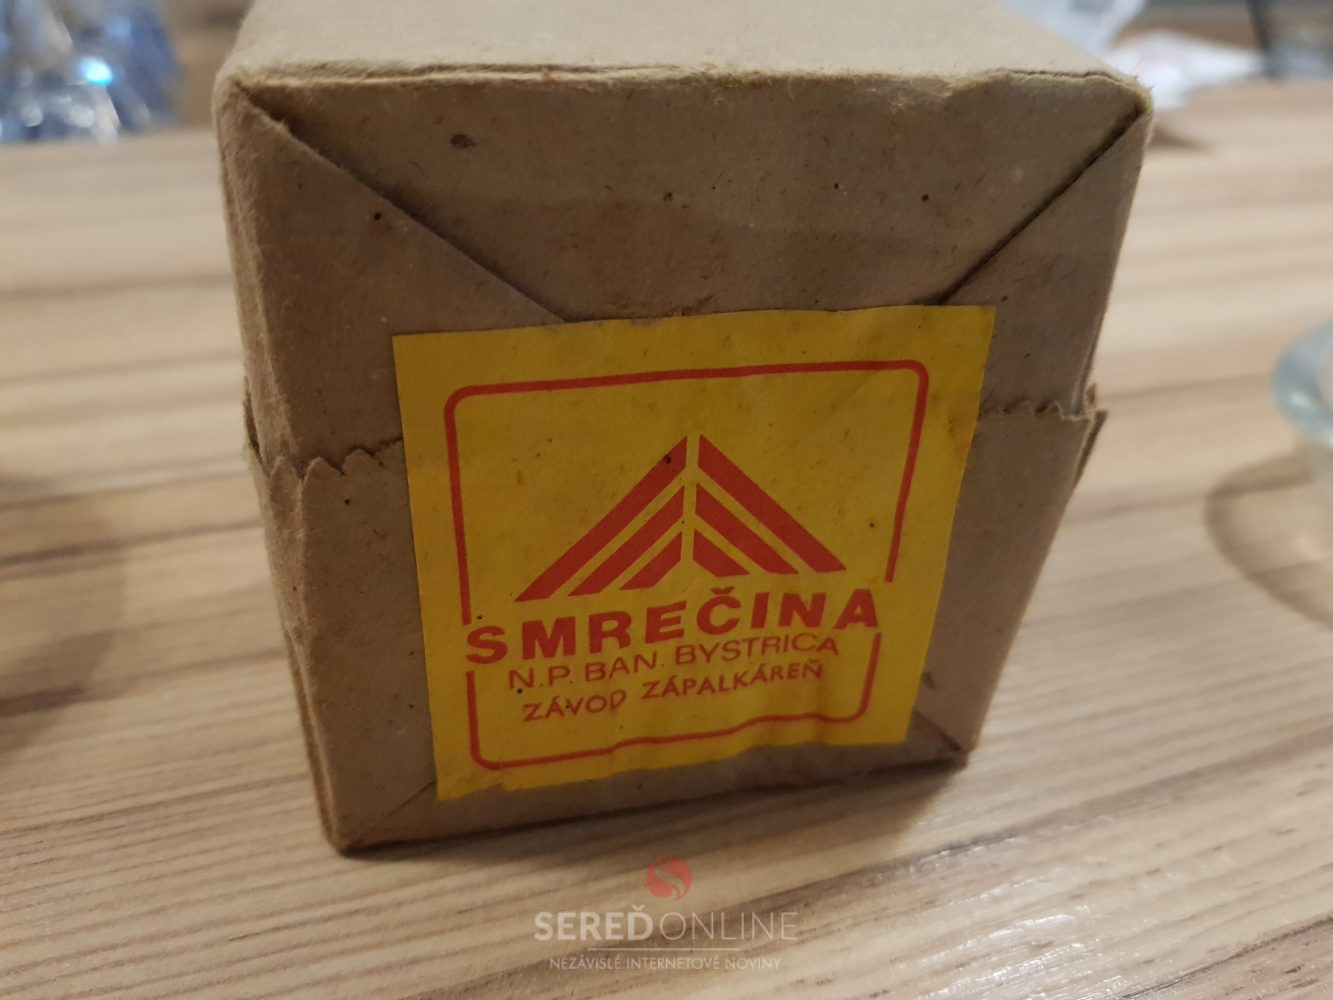 SMREČINA
N.P. BAN. BYSTRICA
ZÁVOD ZÁPALKÁREŇ
SEREĎONLINE
NEZÁVISLÉ INTERNETOVÉ NOVINY